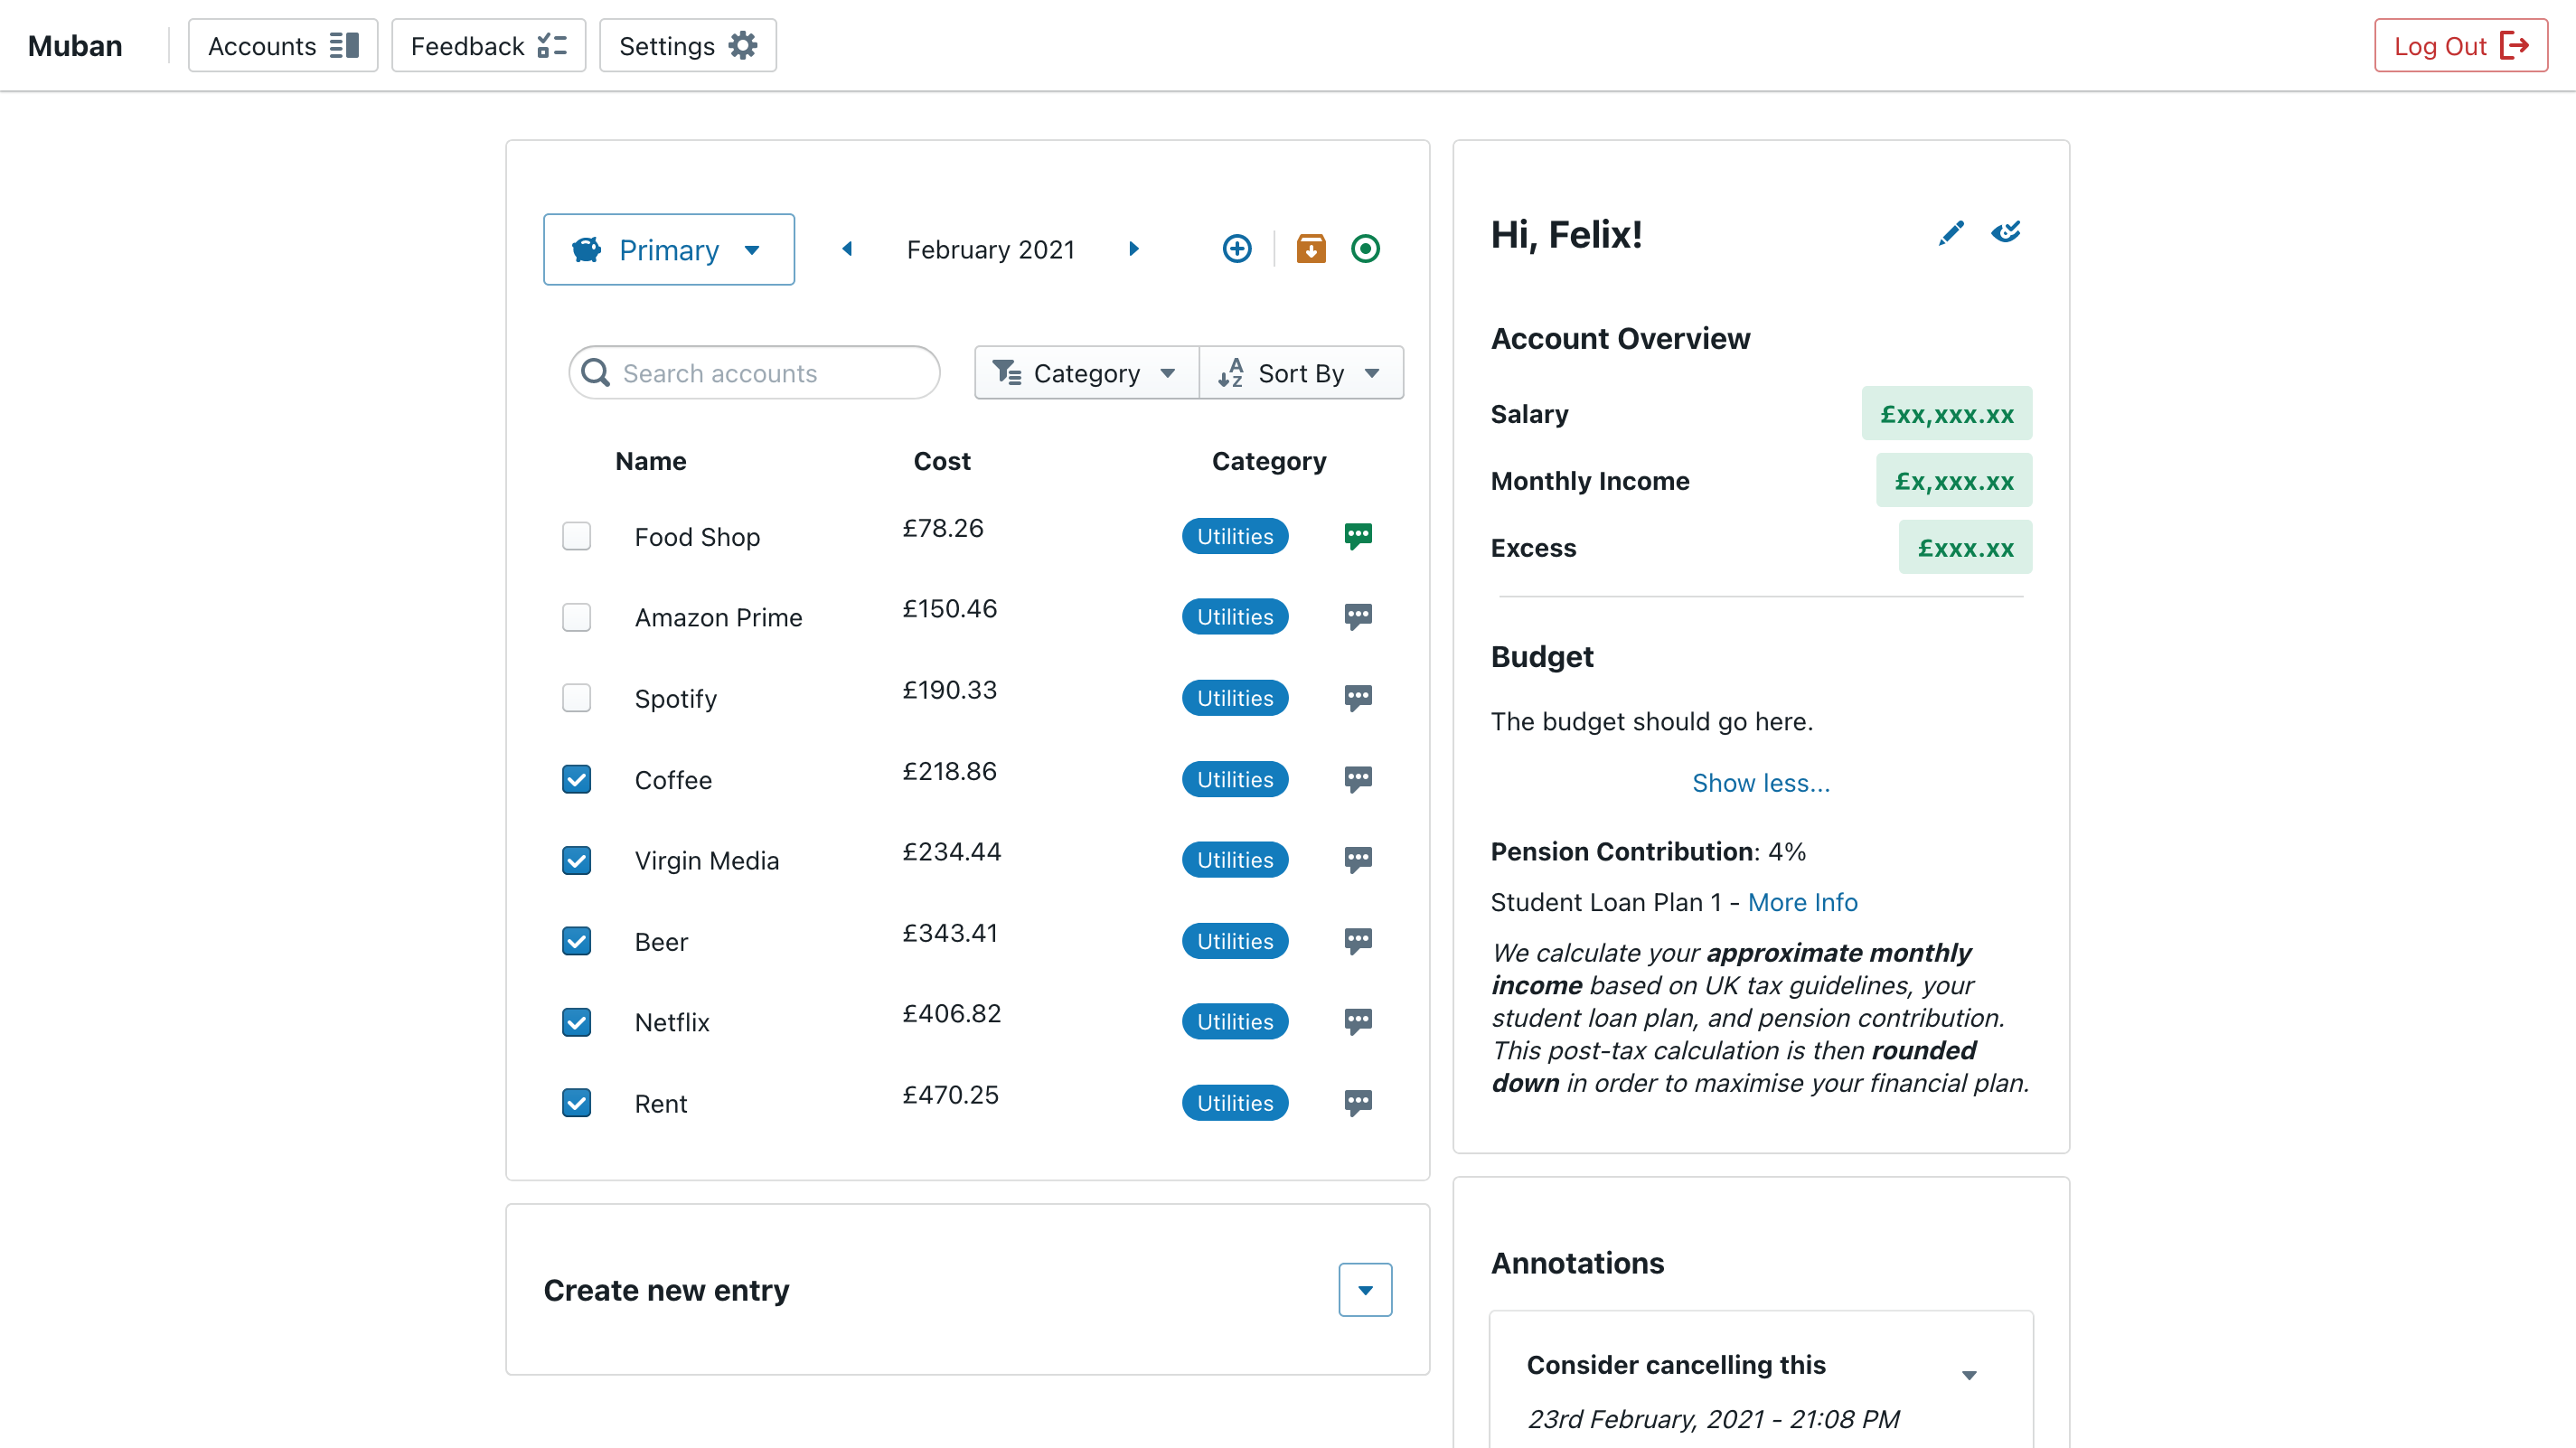 Muban
Accounts
Feedback
Settings
Log Out
Primary
February 2021
Search accounts
Category
Sort By
Name Cost Category
Food Shop £78.26 Utilities
Amazon Prime £150.46 Utilities
Spotify £190.33 Utilities
Coffee £218.86 Utilities
Virgin Media £234.44 Utilities
Beer £343.41 Utilities
Netflix £406.82 Utilities
Rent £470.25 Utilities
Create new entry
Hi, Felix!
Account Overview
Salary £xx,xxx.xx
Monthly Income £x,xxx.xx
Excess £xxx.xx
Budget
The budget should go here.
Show less...
Pension Contribution: 4%
Student Loan Plan 1 - More Info
We calculate your approximate monthly
income based on UK tax guidelines, your
student loan plan, and pension contribution.
This post-tax calculation is then rounded
down in order to maximise your financial plan.
Annotations
Consider cancelling this
23rd February, 2021 - 21:08 PM